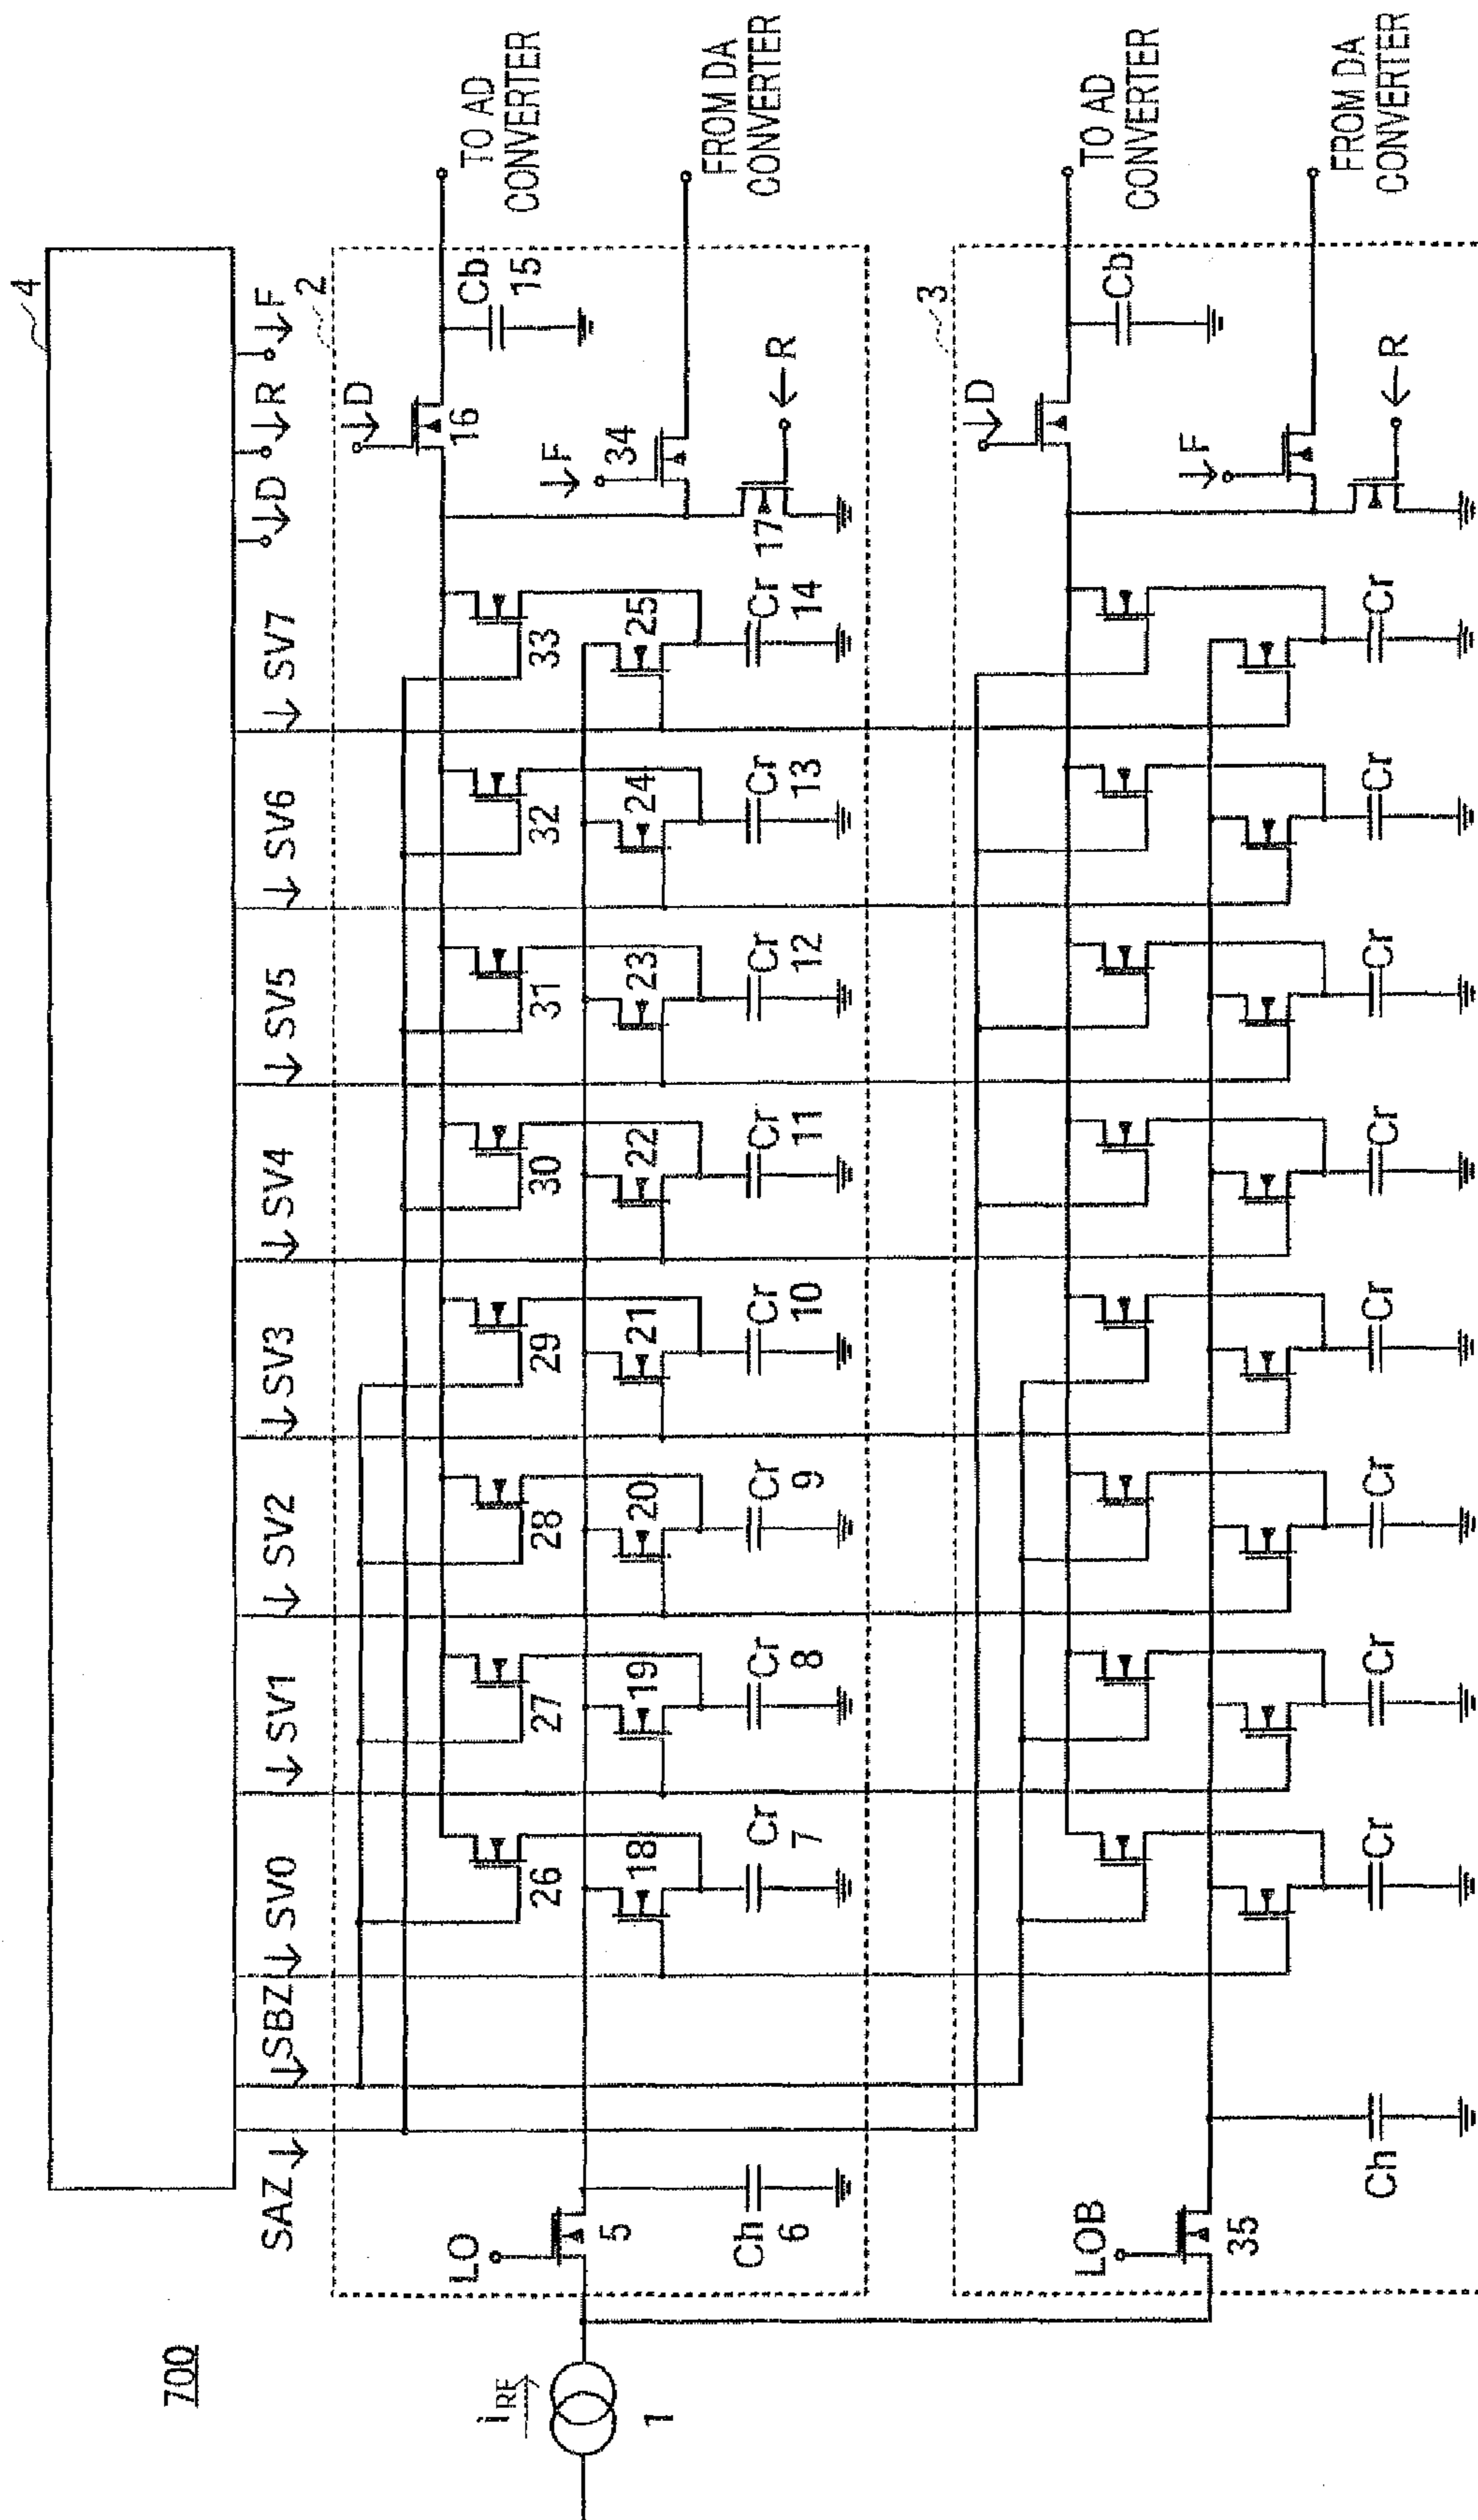 700
4
SAZ
SBZ
SV0
SV1
SV2
SV3
SV4
SV5
SV6
SV7
D
R
F
2
LO
5
Ch
6
iRF
1
26
27
28
29
30
31
32
33
18
19
20
21
22
23
24
25
Cr
7
Cr
8
Cr
9
Cr
10
Cr
11
Cr
12
Cr
13
Cr
14
D
16
Cb
15
F
34
17
R
TO AD
CONVERTER
FROM DA
CONVERTER
3
LOB
35
Ch
Cr
Cr
Cr
Cr
Cr
Cr
Cr
Cr
D
Cb
F
R
TO AD
CONVERTER
FROM DA
CONVERTER